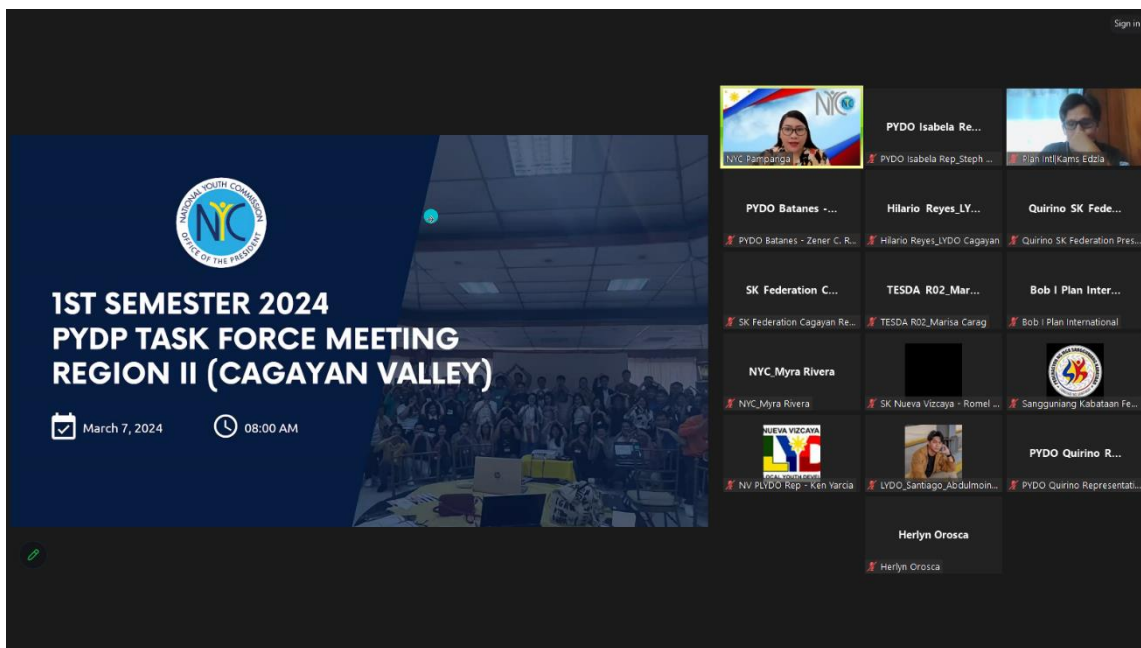 Sign in
NYC
NYC Pampanga
PYDO Isabela Re...
PYDO Isabela Rep_Steph ...
Plan Intl|Kams Edzla
PYDO Batanes -...
PYDO Batanes - Zener C. R...
Hilario Reyes_LY...
Hilario Reyes_LYDO Cagayan
Quirino SK Fede...
Quirino SK Federation Pres...
SK Federation C...
SK Federation Cagayan Re...
TESDA R02_Mar...
TESDA R02_Marisa Carag
Bob I Plan Inter...
Bob I Plan International
NYC_Myra Rivera
NYC_Myra Rivera
SK Nueva Vizcaya - Romel ...
Sangguniang Kabataan Fe...
NUEVA VIZCAYA
LYD
NV PLYDO Rep - Ken Yarcia
LYDO_Santiago_Abdulmoin...
PYDO Quirino R...
PYDO Quirino Representati...
Herlyn Orosca
Herlyn Orosca
NATIONAL YOUTH COMMISSION
NYC
OFFICE OF THE PRESIDENT
1ST SEMESTER 2024
PYDP TASK FORCE MEETING
REGION II (CAGAYAN VALLEY)
March 7, 2024
08:00 AM